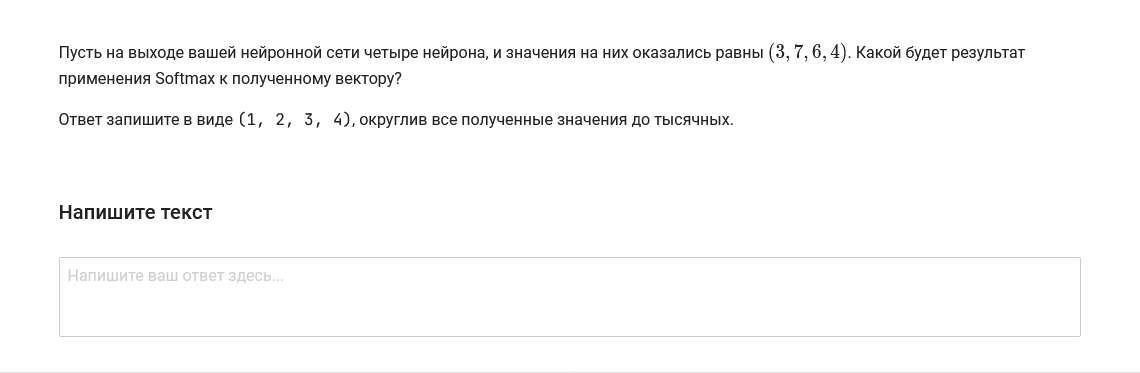 Пусть на выходе вашей нейронной сети четыре нейрона, и значения на них оказались равны (3, 7, 6, 4). Какой будет результат
применения Softmax к полученному вектору?
Ответ запишите в виде (1, 2, 3, 4), округлив все полученные значения до тысячных.
Напишите текст
Напишите ваш ответ здесь...